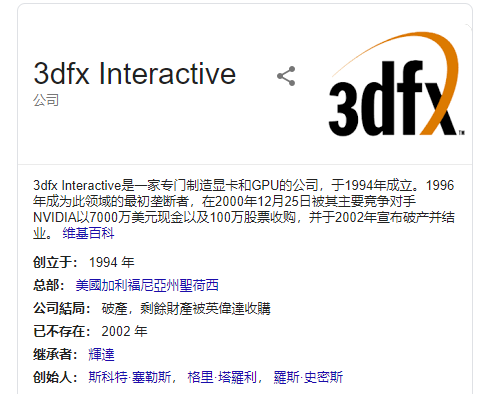 3dfx Interactive
公司
3dfx™
3dfx Interactive是一家专门制造显卡和GPU的公司，于1994年成立。1996
年成为此领域的最初垄断者，在2000年12月25日被其主要竞争对手
NVIDIA以7000万美元现金以及100万股票收购，并于2002年宣布破产并结
业。 维基百科
创立于： 1994 年
总部： 美國加利福尼亞州聖荷西
公司結局： 破產，剩餘財產被英偉達收購
已不存在： 2002 年
继承者： 輝達
创始人： 斯科特·塞勒斯， 格里·塔羅利， 羅斯·史密斯